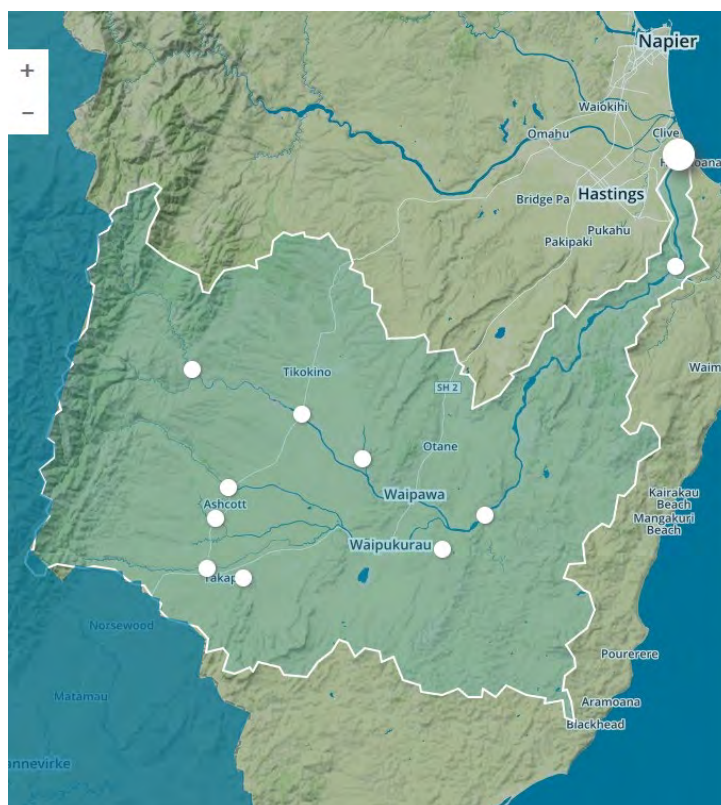 +
−
Napier
Waiohiki
Omahu
Clive
Hastings
Bridge Pa
Pukahu
Pakipaki
Tikokino
SH 2
Otane
Waipawa
Ashcott
Waipukurau
Kairakau
Beach
Mangakuri
Beach
Norsewood
Pourerere
Matamau
Aramoana
Blackhead